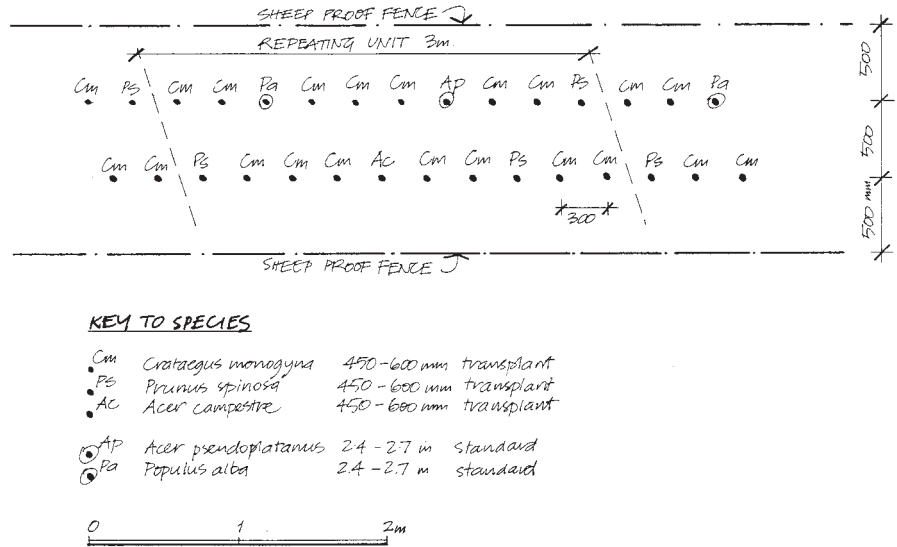 SHEEP PROOF FENCE
REPEATING UNIT 3m.
500
Cm Ps Cm Cm Pa Cm Cm Cm Ap Cm Cm Ps Cm Cm Pa
500
Cm Cm Ps Cm Cm Cm Ac Cm Cm Ps Cm Cm Ps Cm Cm
300
500 mm
SHEEP PROOF FENCE
KEY TO SPECIES
Cm Crataegus monogyna 450-600 mm transplant
Ps Prunus spinosa 450-600 mm transplant
Ac Acer campestre 450-600 mm transplant
Ap Acer pseudoplatanus 2.4-2.7 m standard
Pa Populus alba 2.4-2.7 m standard
0 1 2m